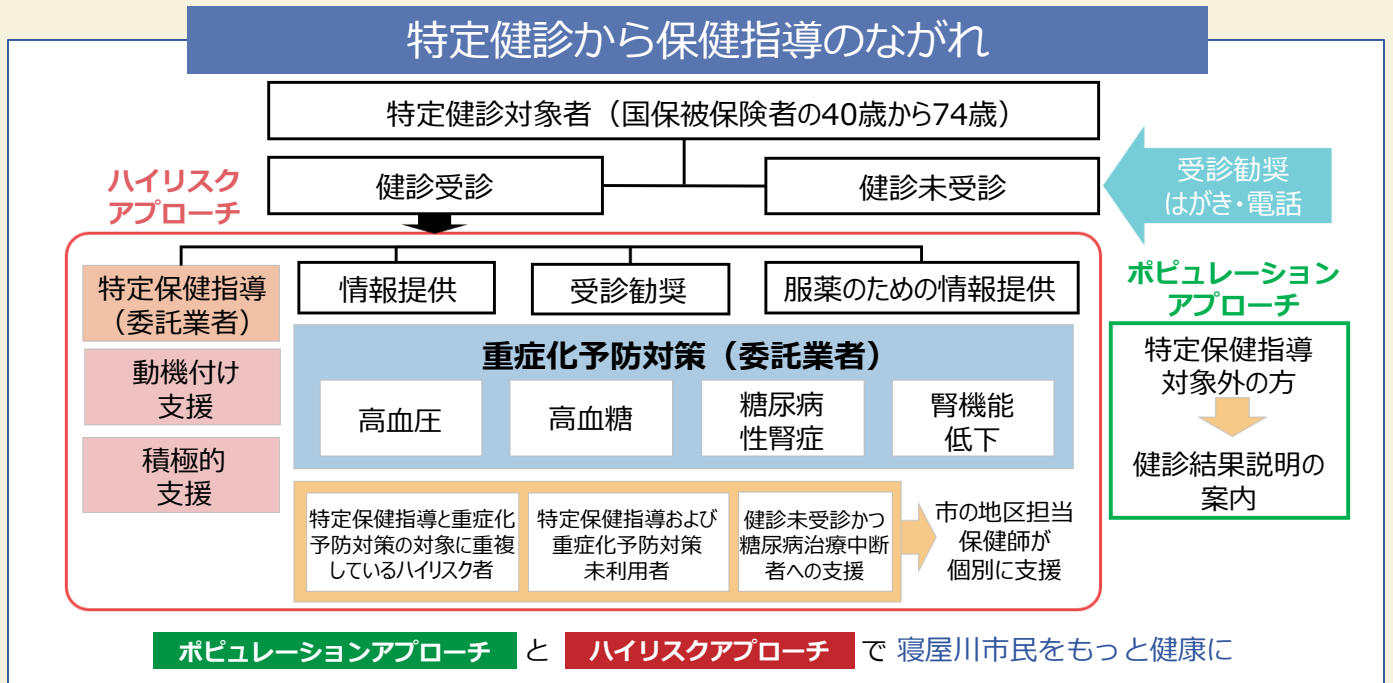 特定健診から保健指導のながれ
特定健診対象者（国保被保険者の40歳から74歳）
健診受診
健診未受診
受診勧奨
はがき・電話
ハイリスク
アプローチ
特定保健指導
（委託業者）
動機付け
支援
積極的
支援
情報提供
受診勧奨
服薬のための情報提供
重症化予防対策（委託業者）
高血圧
高血糖
糖尿病
性腎症
腎機能
低下
特定保健指導と重症化
予防対策の対象に重複
しているハイリスク者
特定保健指導および
重症化予防対策
未利用者
健診未受診かつ
糖尿病治療中断
者への支援
市の地区担当
保健師が
個別に支援
ポピュレーション
アプローチ
特定保健指導
対象外の方
健診結果説明の
案内
ポピュレーションアプローチ と ハイリスクアプローチ で 寝屋川市民をもっと健康に